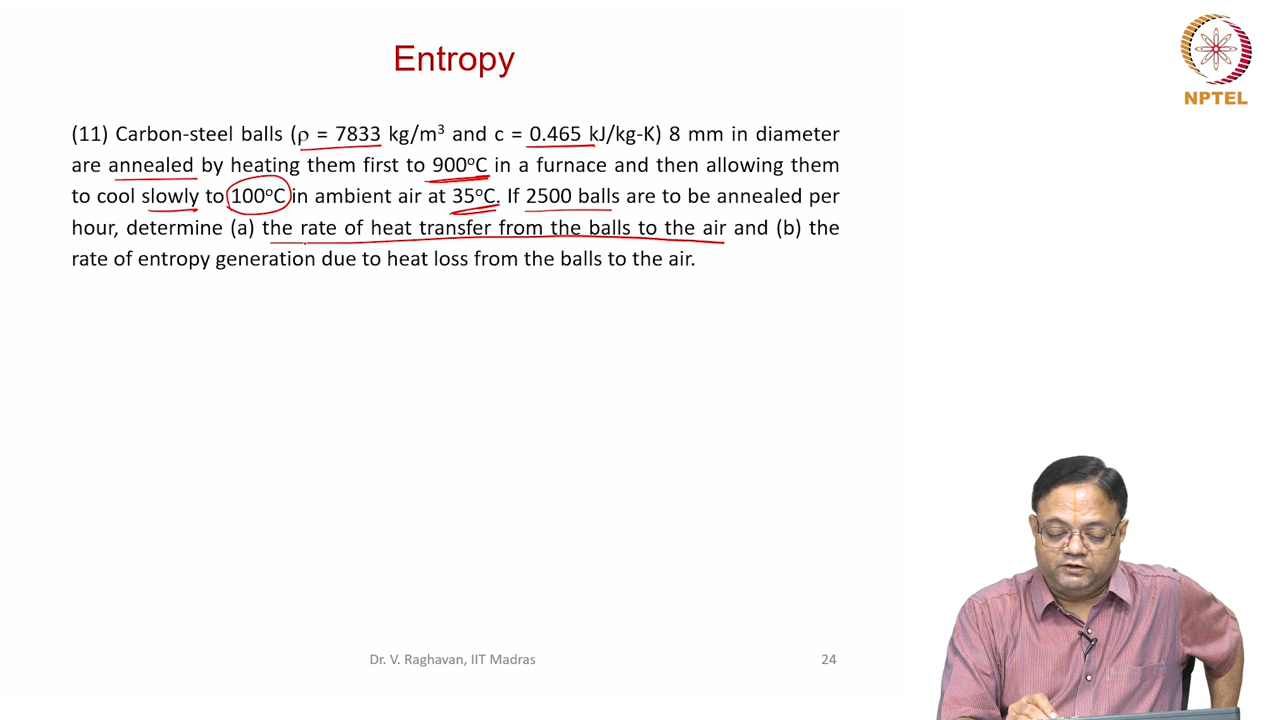 Entropy
NPTEL
(11) Carbon-steel balls (ρ = 7833 kg/m³ and c = 0.465 kJ/kg-K) 8 mm in diameter
are annealed by heating them first to 900°C in a furnace and then allowing them
to cool slowly to 100°C in ambient air at 35°C. If 2500 balls are to be annealed per
hour, determine (a) the rate of heat transfer from the balls to the air and (b) the
rate of entropy generation due to heat loss from the balls to the air.
Dr. V. Raghavan, IIT Madras
24